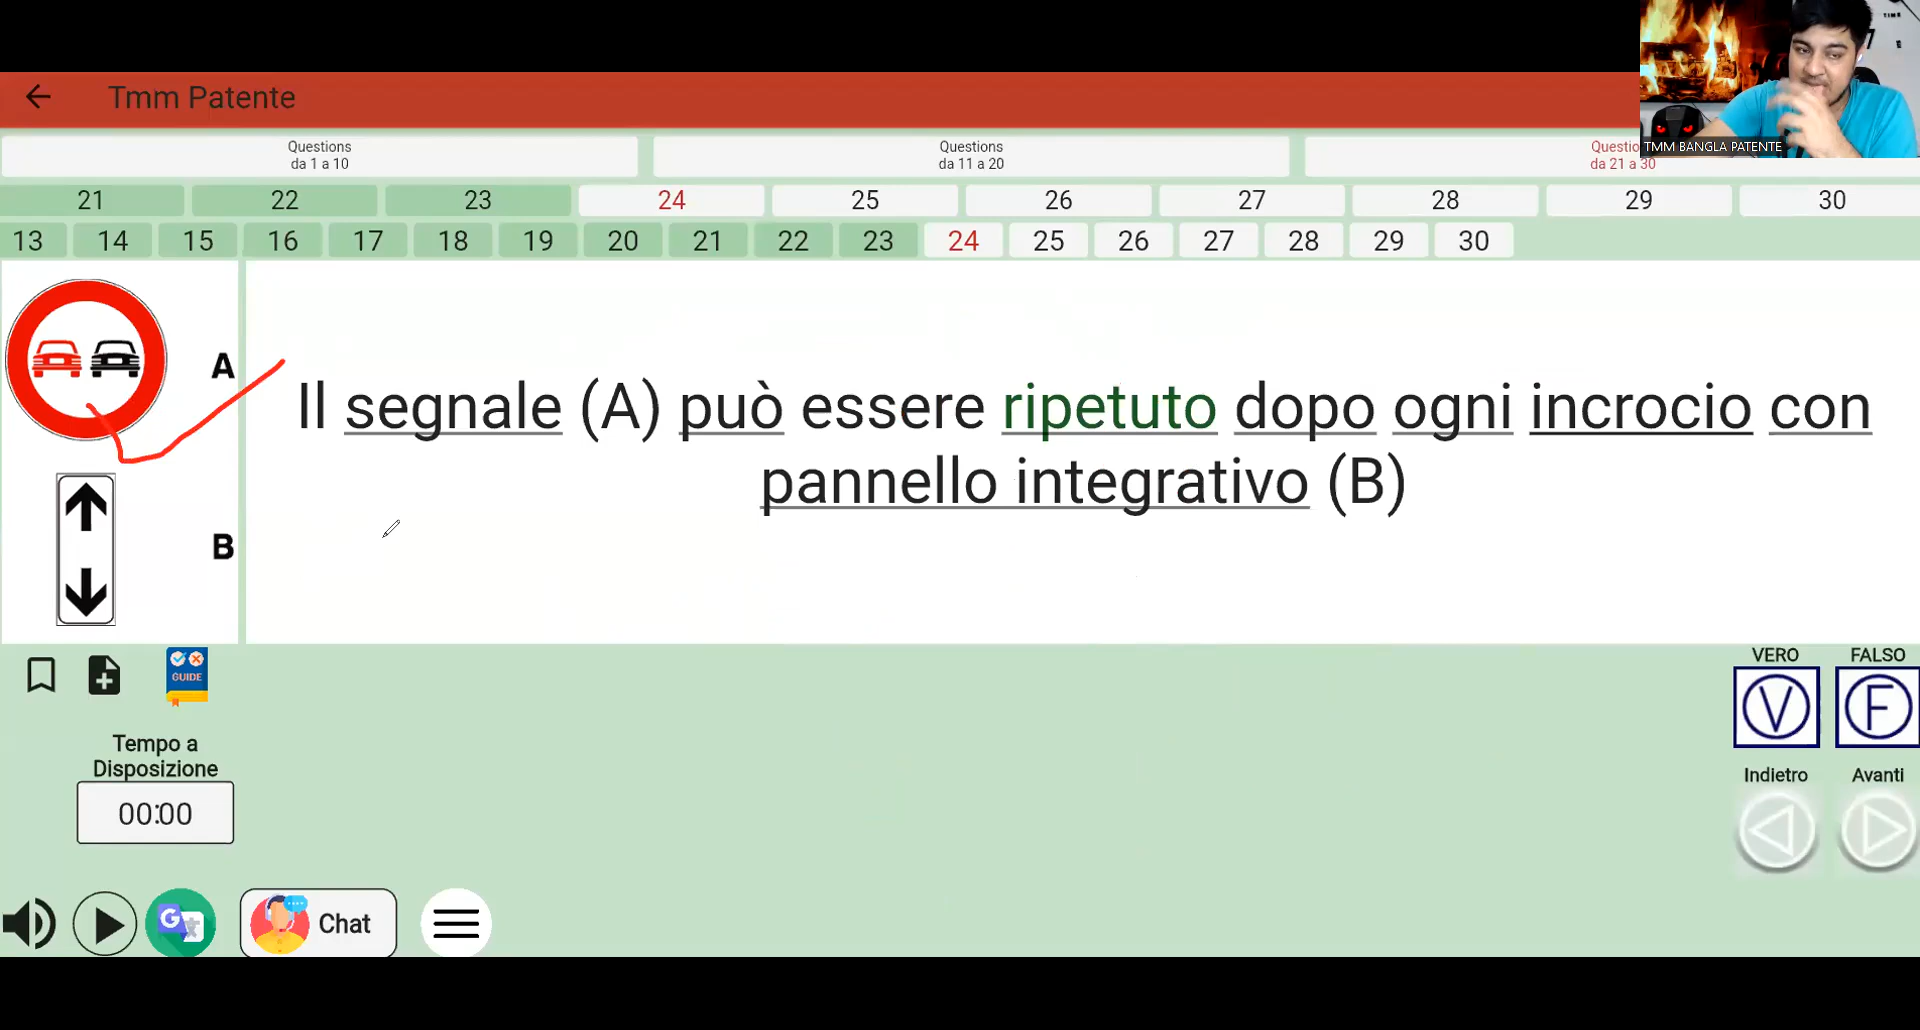 Tmm Patente
TMM BANGLA PATENTE
Questions
da 1 a 10
Questions
da 11 a 20
Questio
da 21 a 30
21 22 23 24 25 26 27 28 29 30
13 14 15 16 17 18 19 20 21 22 23 24 25 26 27 28 29 30
A
B
Il segnale (A) può essere ripetuto dopo ogni incrocio con
pannello integrativo (B)
GUIDE
VERO FALSO
V F
Tempo a
Disposizione
00:00
Indietro Avanti
G
Chat